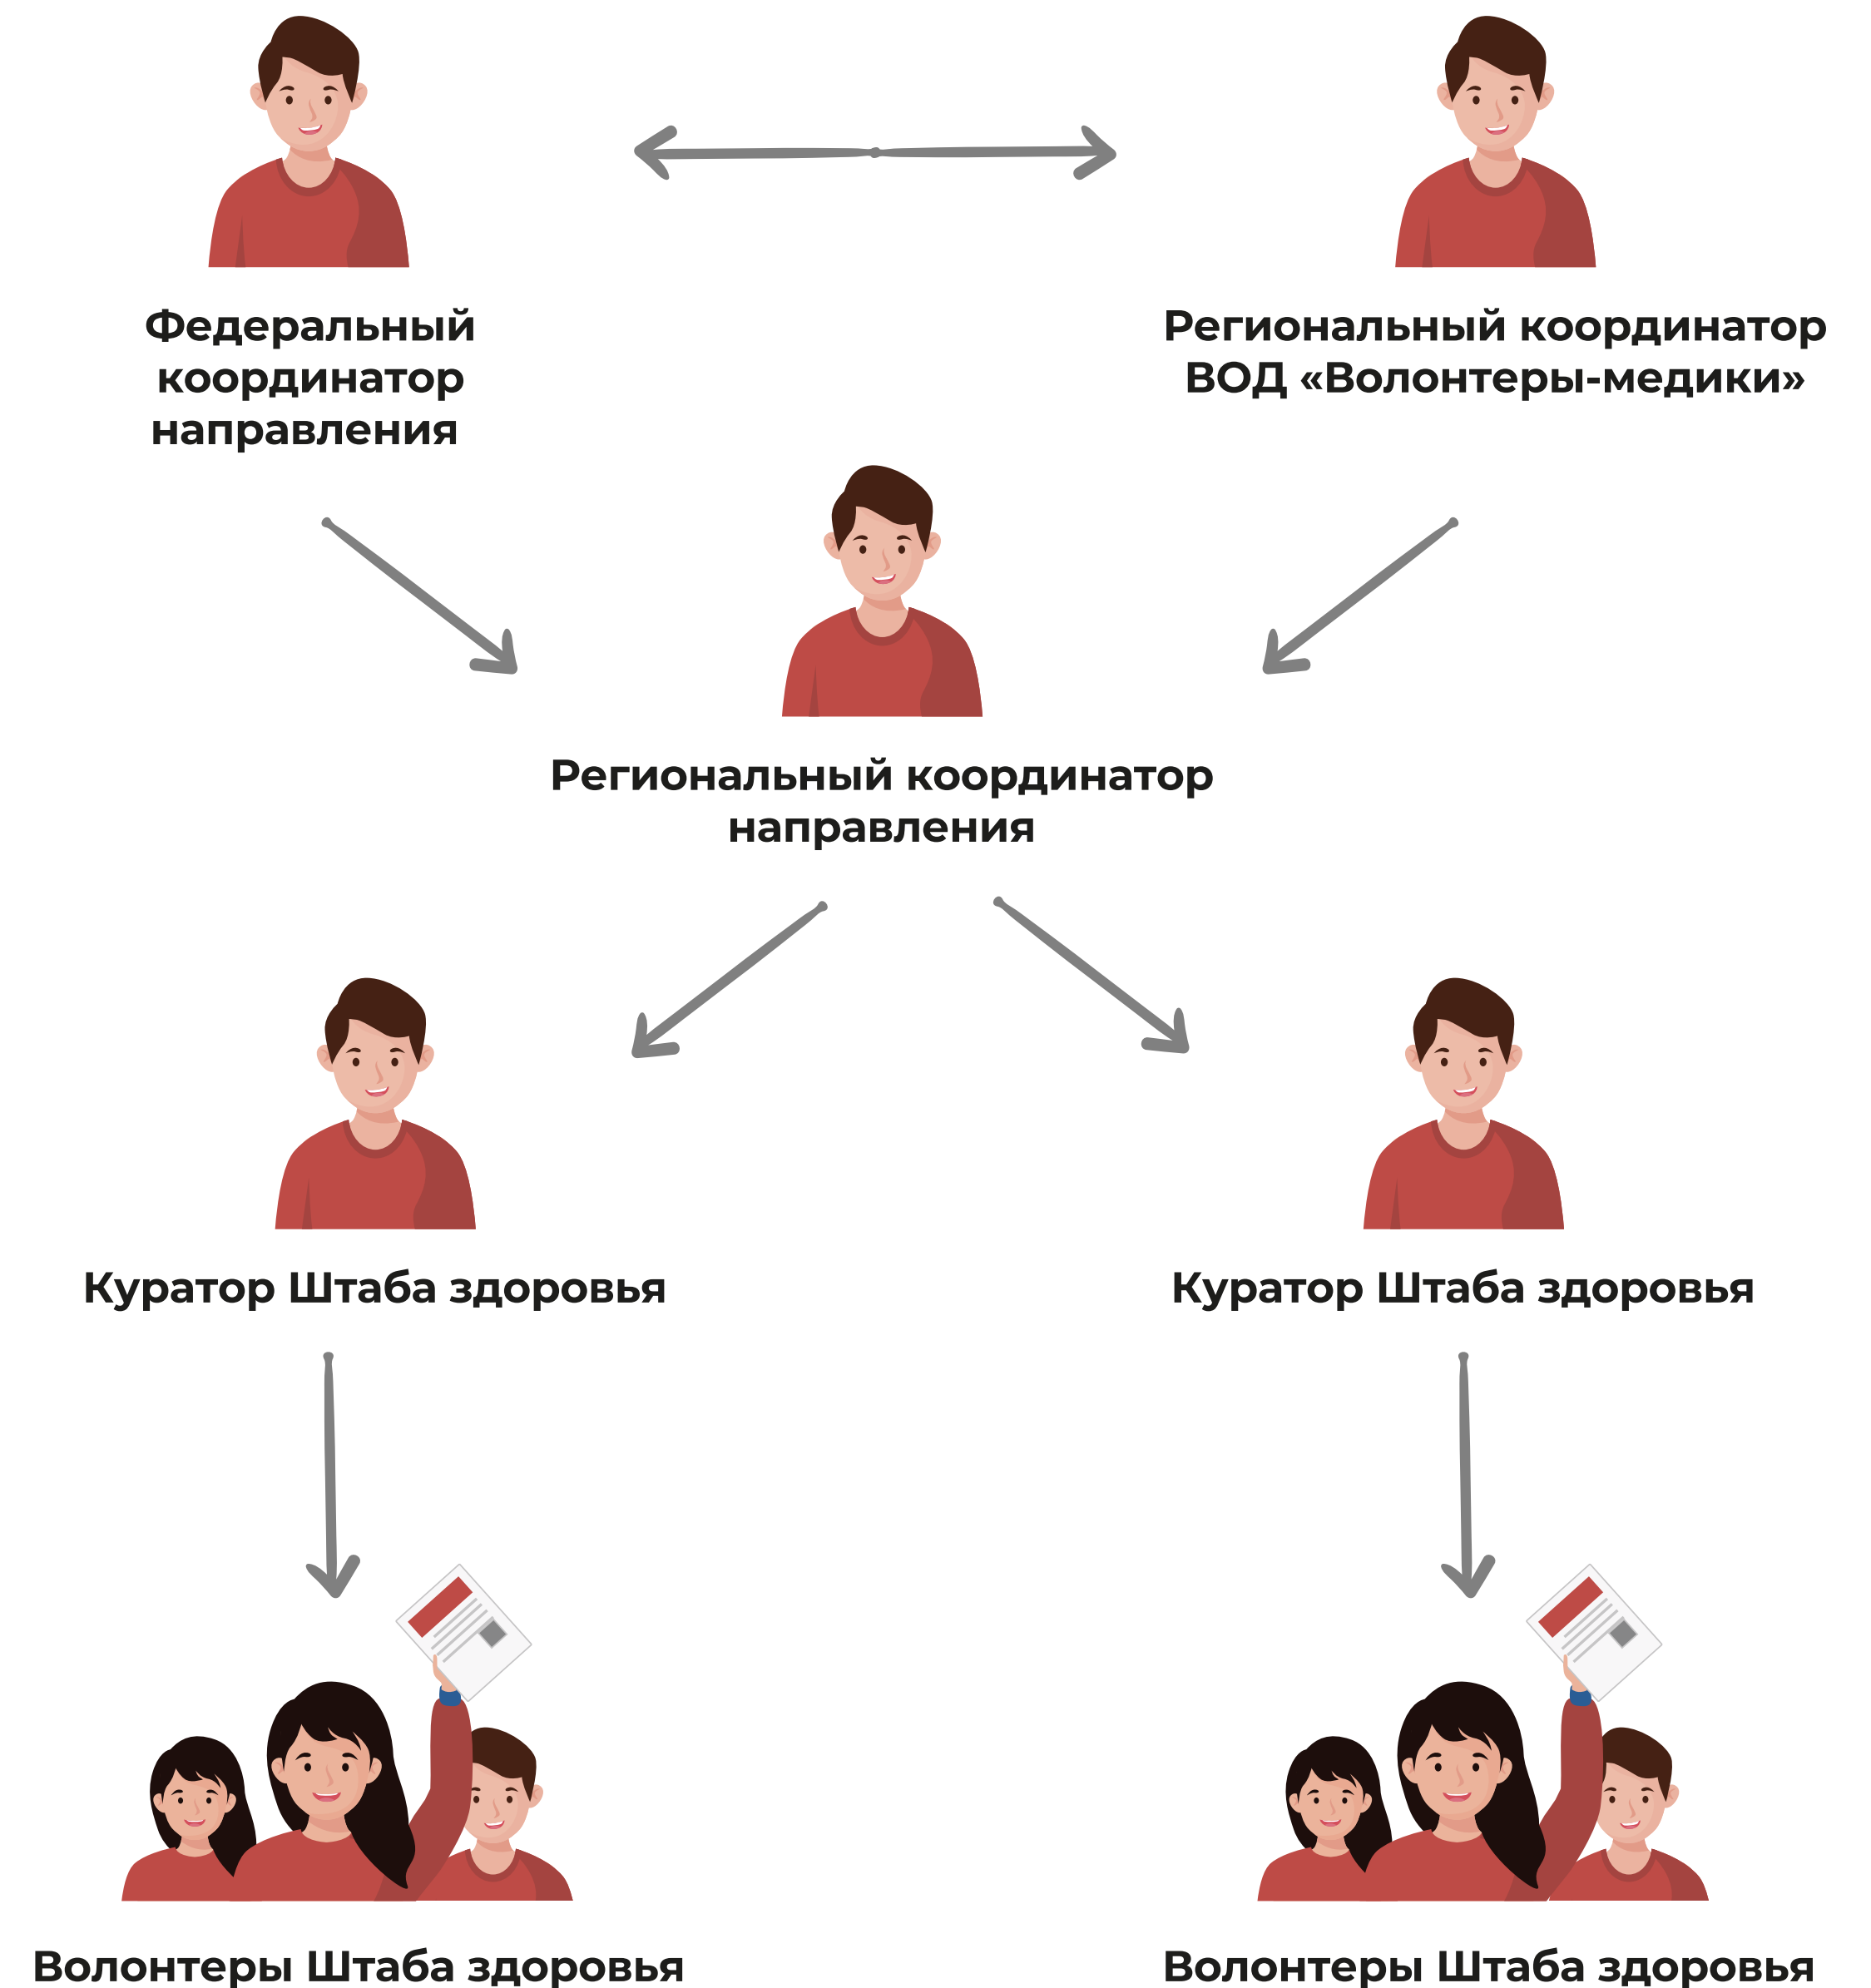 Федеральный
координатор
направления
Региональный координатор
ВОД «Волонтеры-медики»
Региональный координатор
направления
Куратор Штаба здоровья
Куратор Штаба здоровья
Волонтеры Штаба здоровья
Волонтеры Штаба здоровья